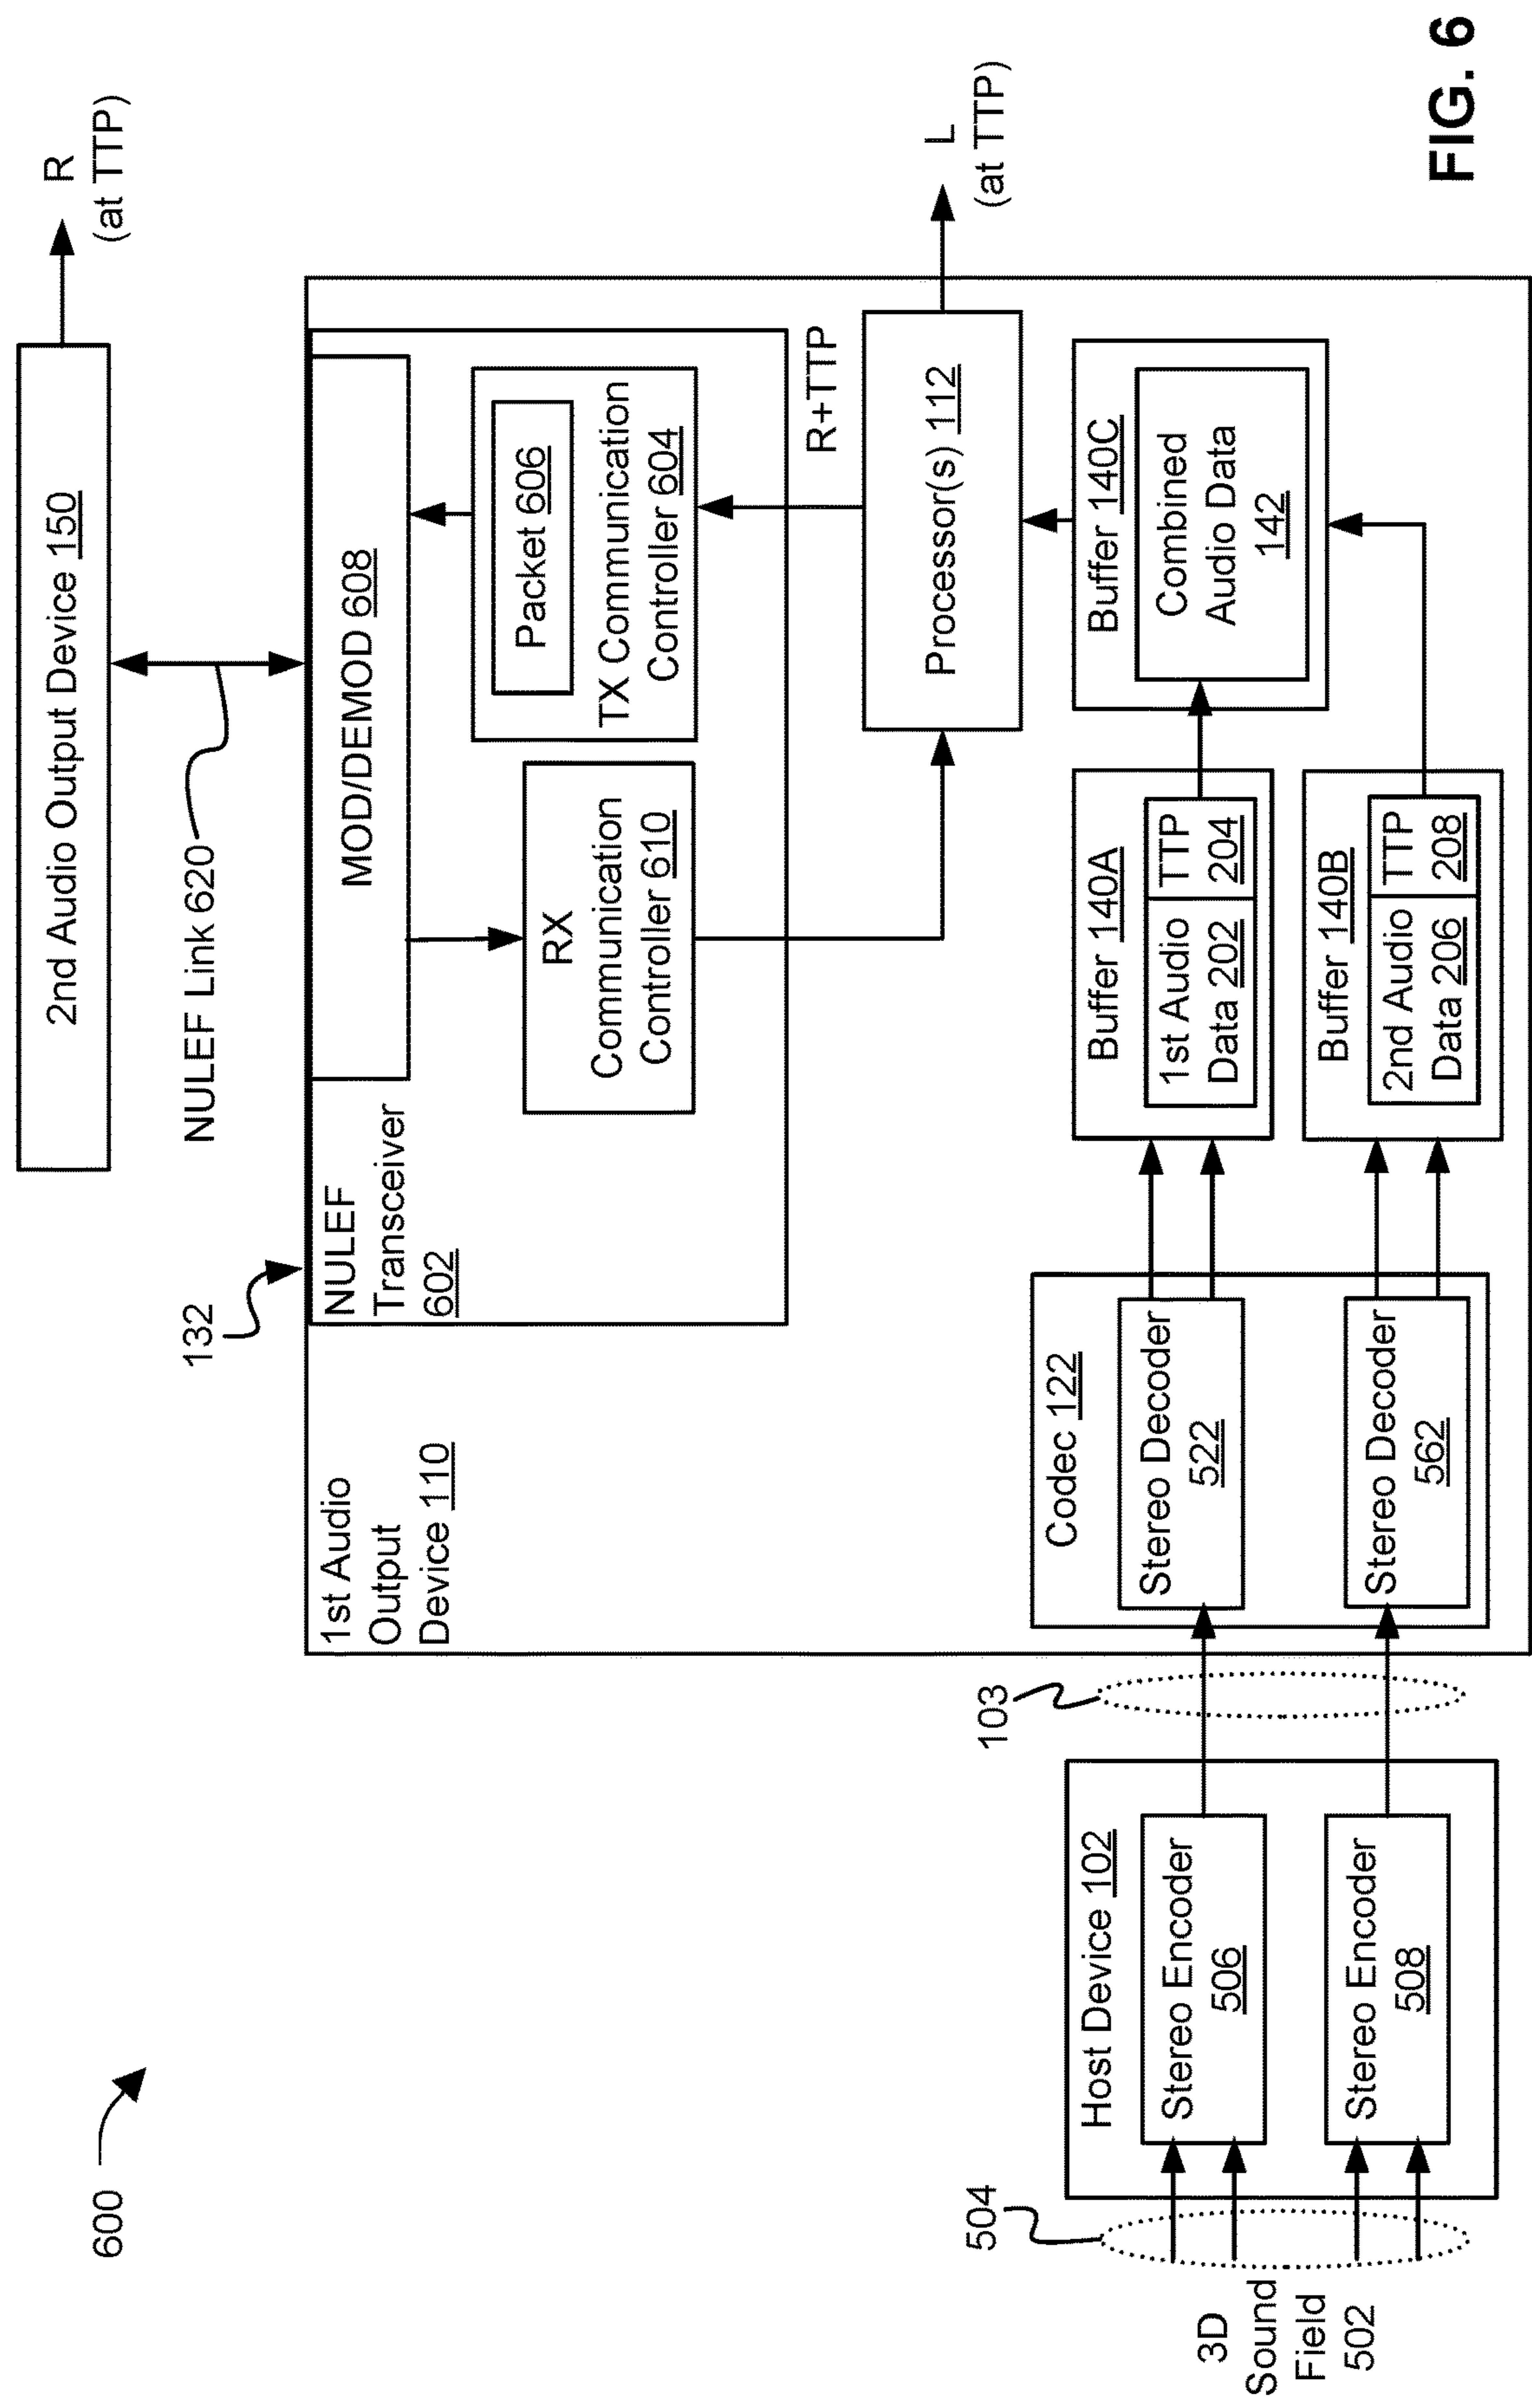 600
3D
Sound
Field
502
504
Host Device 102
Stereo Encoder
506
Stereo Encoder
508
103
1st Audio
Output
Device 110
132
Codec 122
Stereo Decoder
522
Stereo Decoder
562
NULEF
Transceiver
602
2nd Audio Output Device 150
NULEF Link 620
MOD/DEMOD 608
RX
Communication
Controller 610
Packet 606
TX Communication
Controller 604
R+TTP
Processor(s) 112
Buffer 140A
1st Audio
Data 202
TTP
204
Buffer 140B
2nd Audio
Data 206
TTP
208
Buffer 140C
Combined
Audio Data
142
R
(at TTP)
L
(at TTP)
FIG. 6